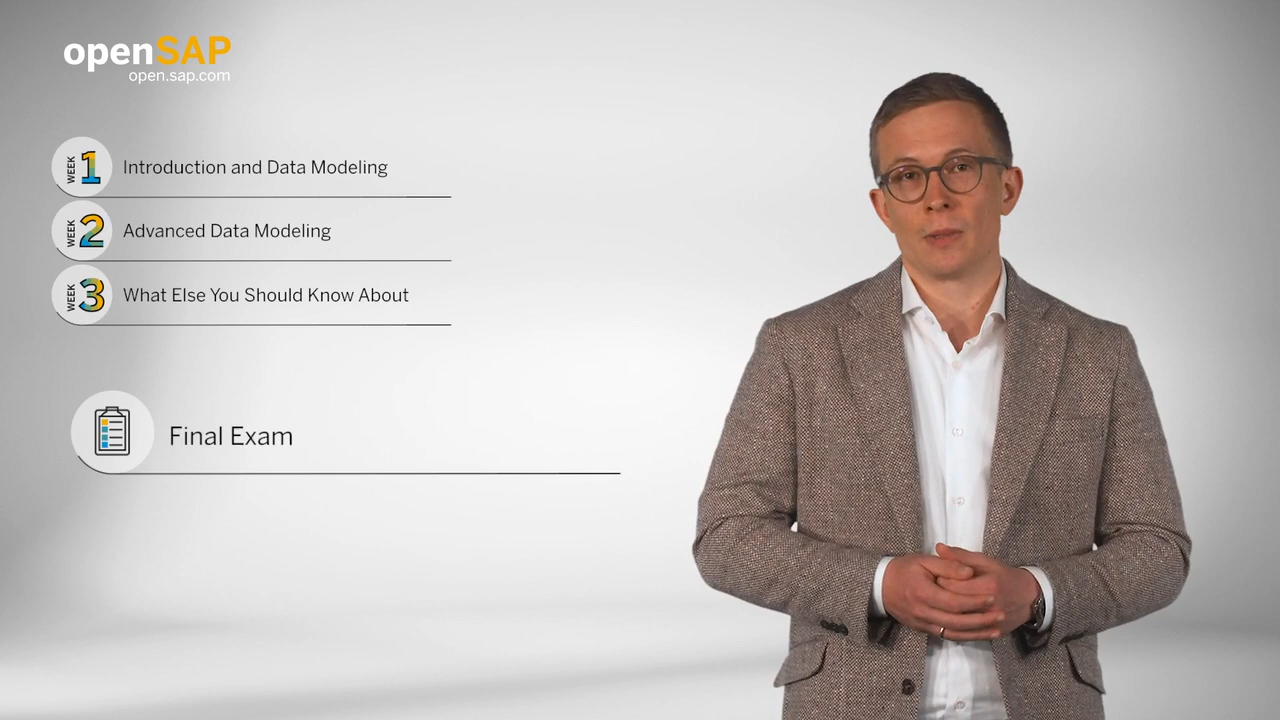 openSAP
open.sap.com
WEEK 1 Introduction and Data Modeling
WEEK 2 Advanced Data Modeling
WEEK 3 What Else You Should Know About
Final Exam